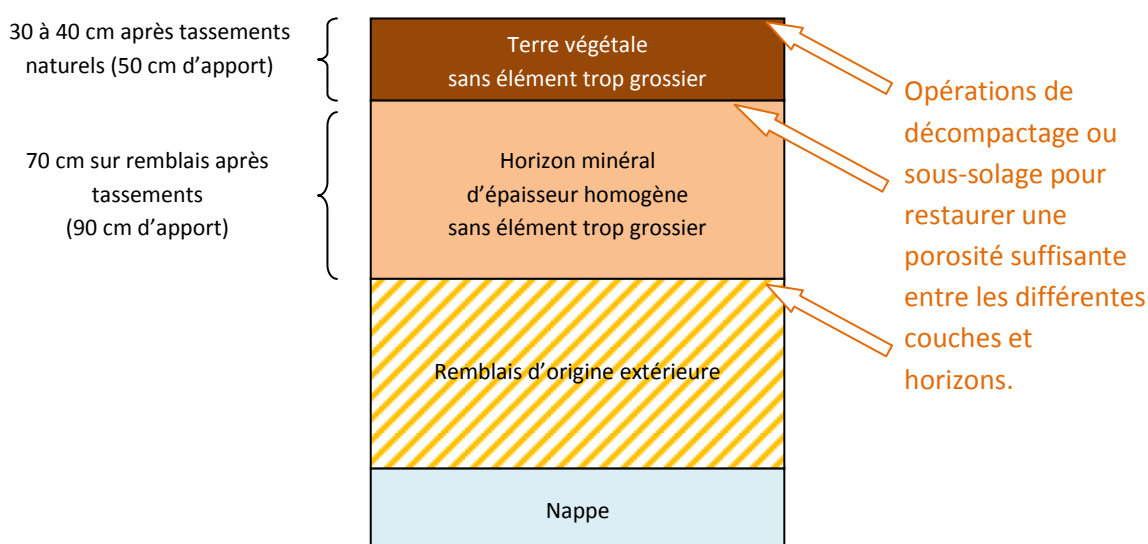 30 à 40 cm après tassements
naturels (50 cm d'apport)
Terre végétale
sans élément trop grossier
70 cm sur remblais après
tassements
(90 cm d'apport)
Horizon minéral
d'épaisseur homogène
sans élément trop grossier
Remblais d'origine extérieure
Nappe
Opérations de
décompactage ou
sous-solage pour
restaurer une
porosité suffisante
entre les différentes
couches et
horizons.